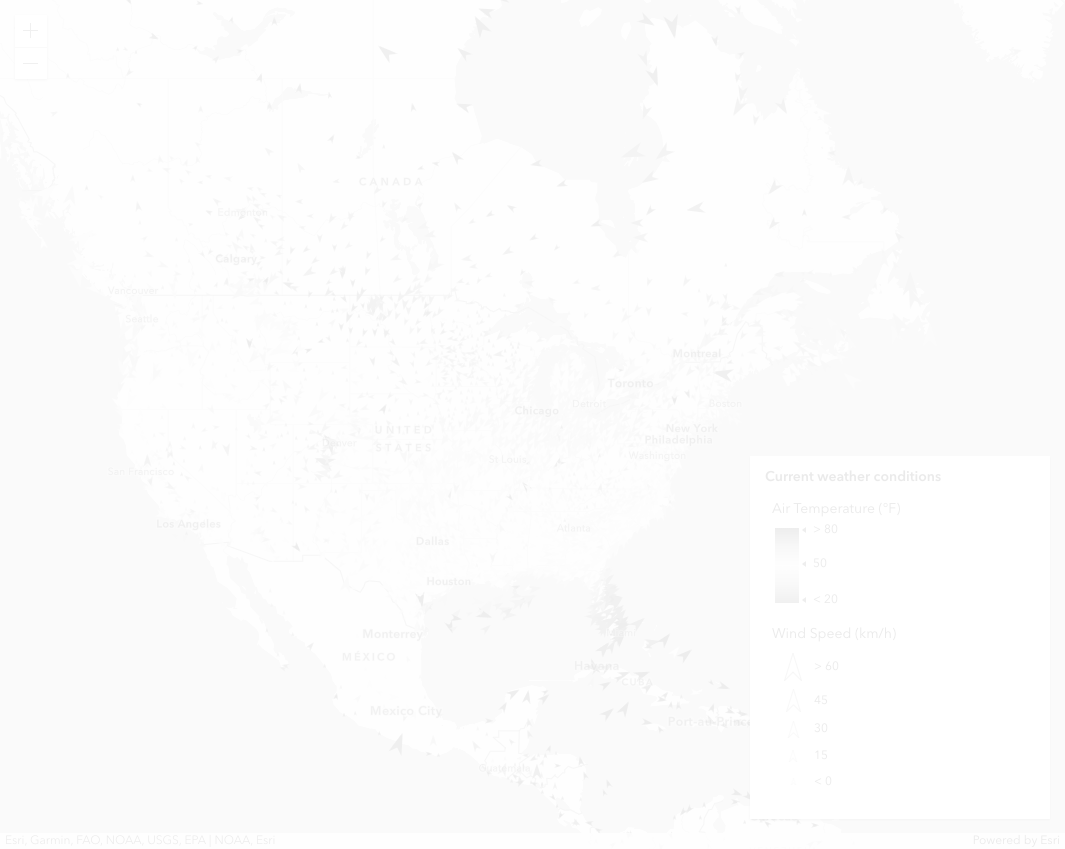 +
−
CANADA
Edmonton
Calgary
Vancouver
Seattle
Montreal
Toronto
Detroit
Boston
Chicago
New York
Philadelphia
UNITED
STATES
Denver
St Louis
Washington
San Francisco
Los Angeles
Atlanta
Dallas
Houston
Monterrey
MÉXICO
Havana
CUBA
Mexico City
Port-au-Prince
Guatemala
Current weather conditions
Air Temperature (°F)
> 80
50
< 20
Wind Speed (km/h)
> 60
45
30
15
< 0
Esri, Garmin, FAO, NOAA, USGS, EPA | NOAA, Esri
Powered by Esri